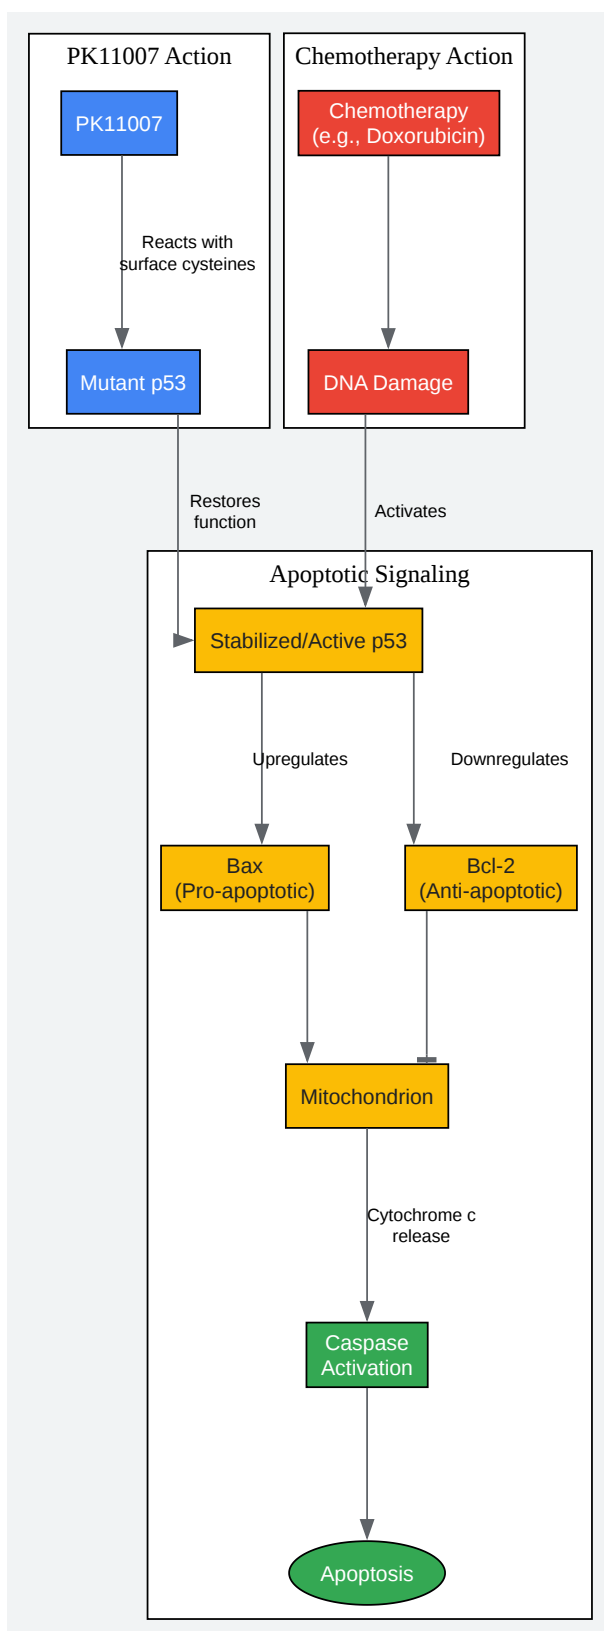 PK11007 Action
Chemotherapy Action
PK11007
Chemotherapy
(e.g., Doxorubicin)
Reacts with
surface cysteines
Mutant p53
DNA Damage
Restores
function
Activates
Apoptotic Signaling
Stabilized/Active p53
Upregulates
Downregulates
Bax
(Pro-apoptotic)
Bcl-2
(Anti-apoptotic)
Mitochondrion
Cytochrome c
release
Caspase
Activation
Apoptosis